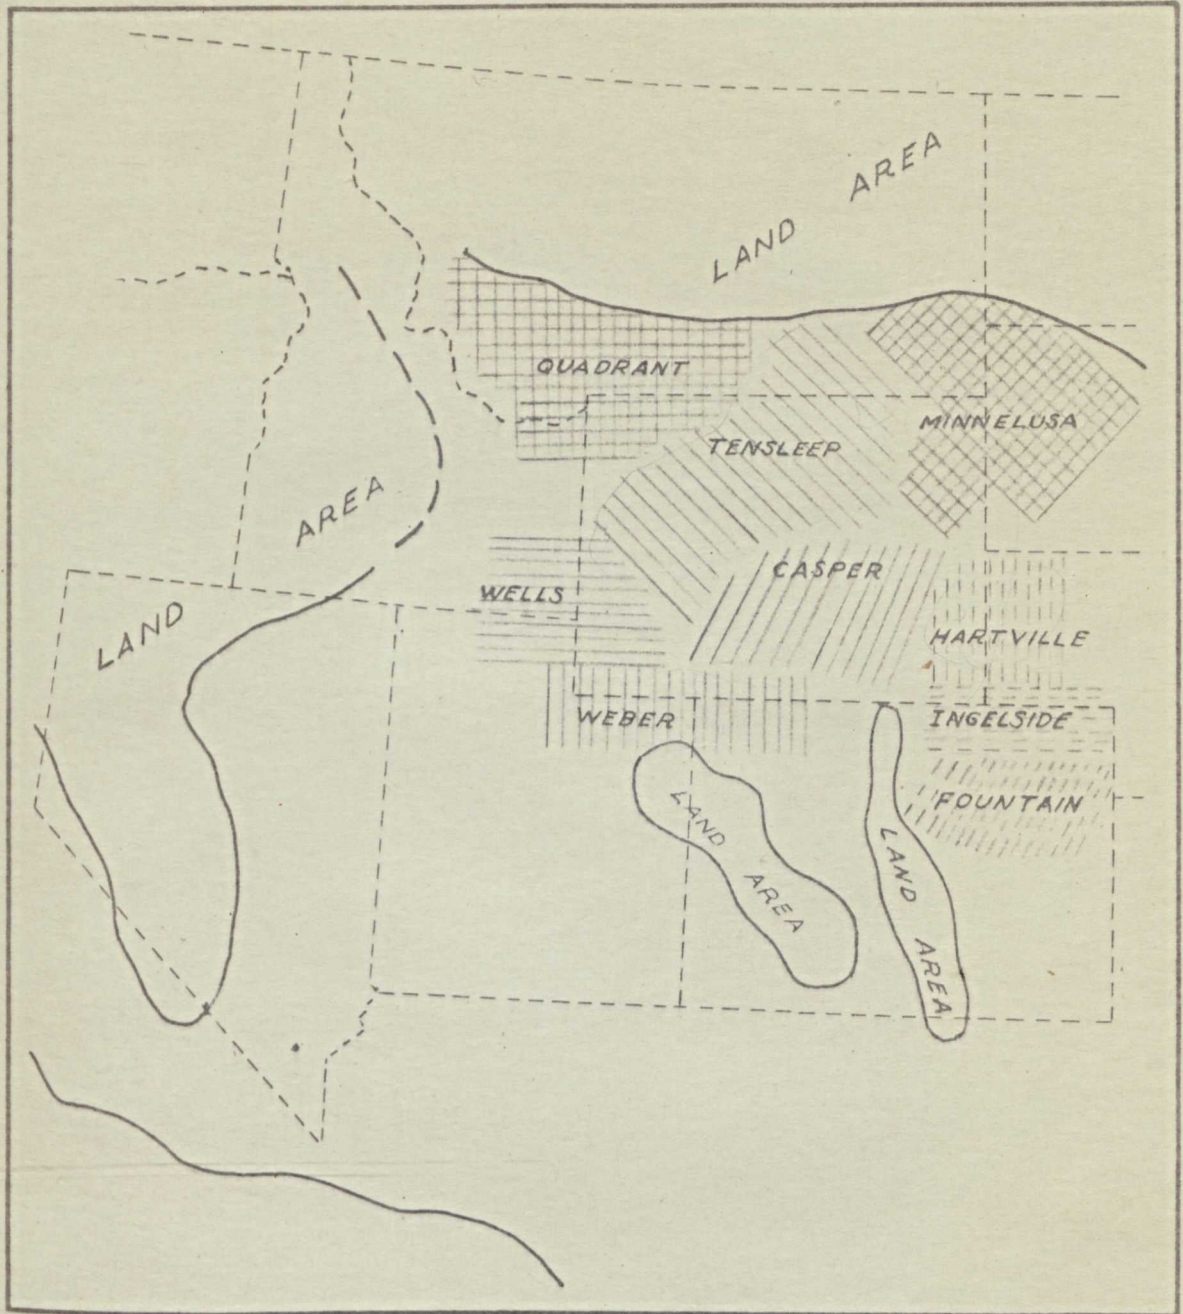 LAND AREA
QUADRANT
MINNELUSA
TENSLEEP
LAND AREA
CASPER
WELLS
HARTVILLE
WEBER
INGELSIDE
FOUNTAIN
LAND AREA
LAND AREA